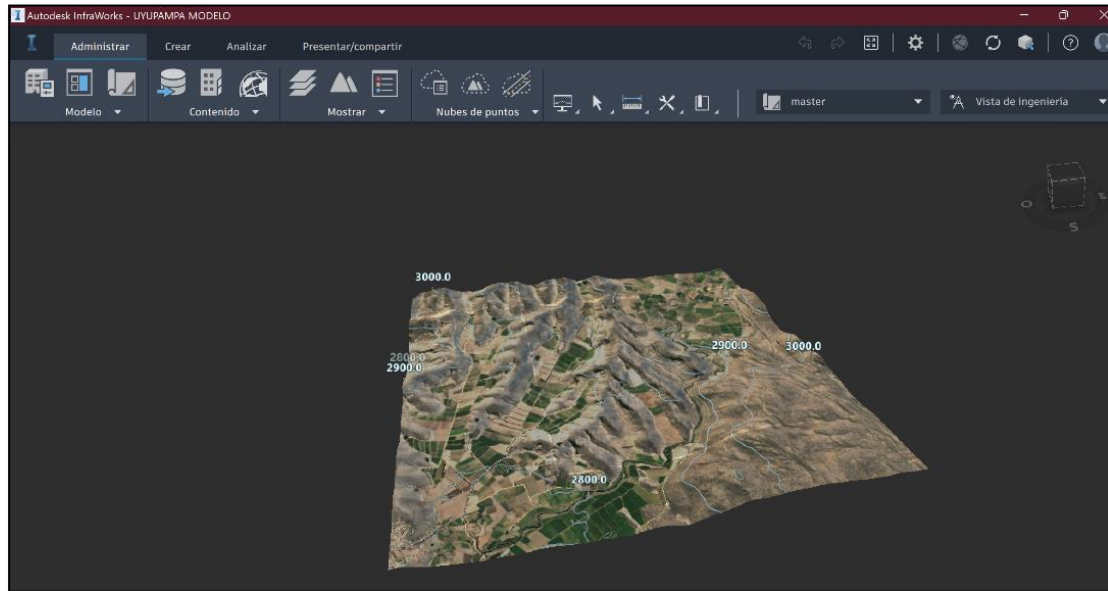 Autodesk InfraWorks - UYUPAMPA MODELO
Administrar Crear Analizar Presentar/compartir
Modelo Contenido Mostrar Nubes de puntos master Vista de ingeniería
O E
S
3000.0
2900.0 3000.0
2800.0
2900.0
2800.0